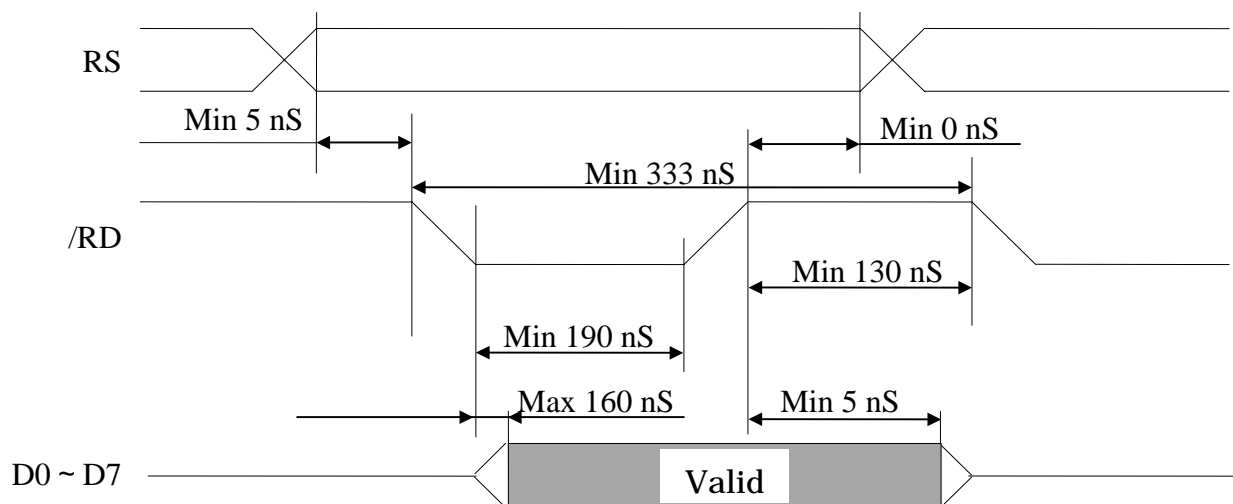 RS
Min 5 nS
Min 0 nS
Min 333 nS
/RD
Min 130 nS
Min 190 nS
Max 160 nS
Min 5 nS
D0 ~ D7
Valid